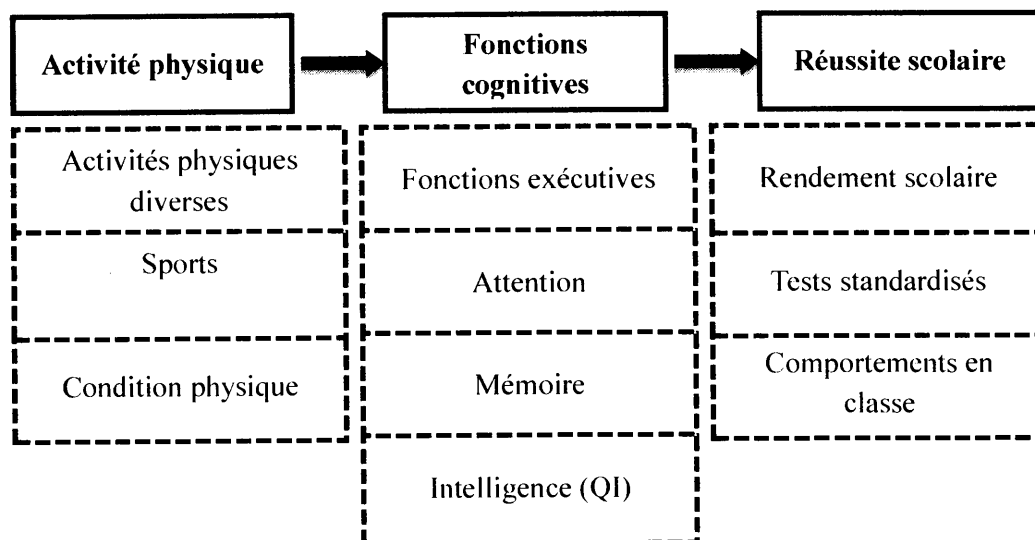 Activité physique
Fonctions
cognitives
Réussite scolaire
Activités physiques
diverses
Sports
Condition physique
Fonctions exécutives
Attention
Mémoire
Intelligence (QI)
Rendement scolaire
Tests standardisés
Comportements en
classe